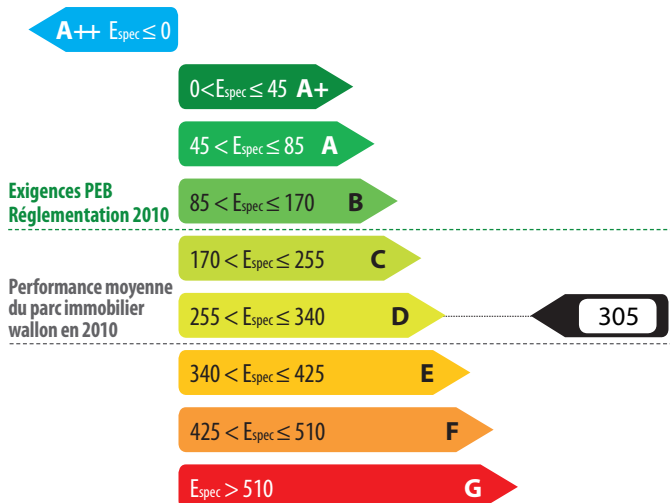 A++ Espec ≤ 0
0<Espec ≤ 45 A+
45 < Espec ≤ 85 A
Exigences PEB
Réglementation 2010
85 < Espec ≤ 170 B
170 < Espec ≤ 255 C
Performance moyenne
du parc immobilier
wallon en 2010
255 < Espec ≤ 340 D
305
340 < Espec ≤ 425 E
425 < Espec ≤ 510 F
Espec > 510 G